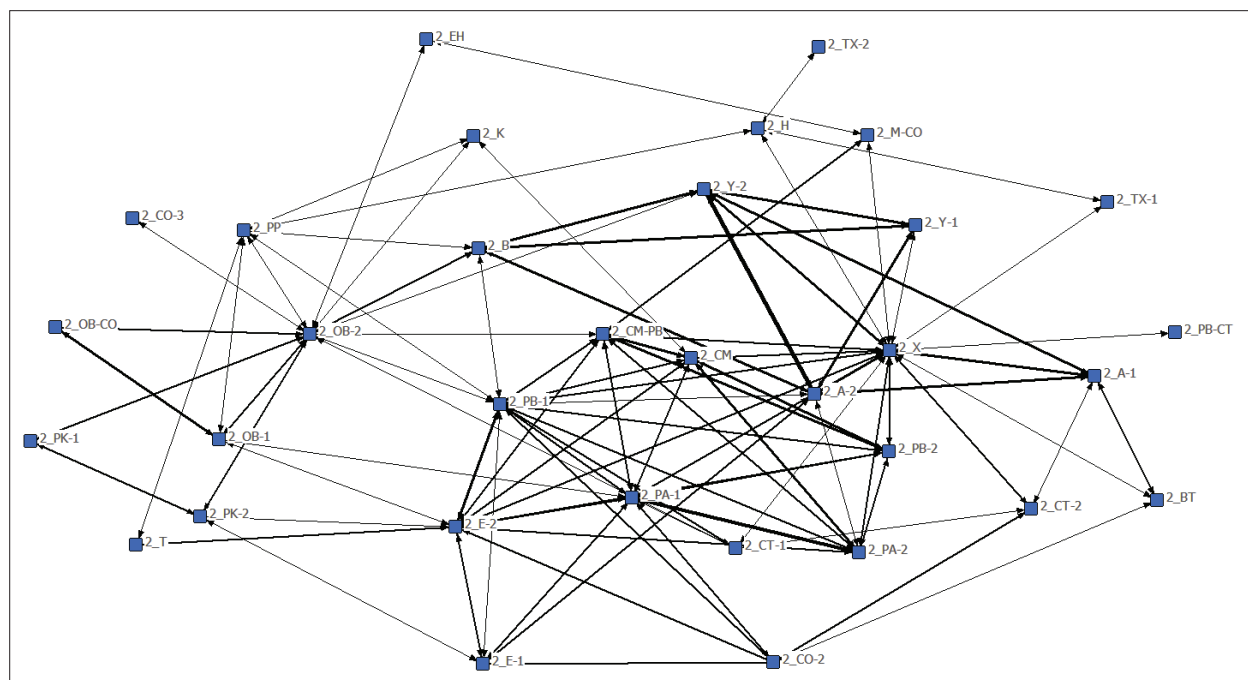 2_EH
2_TX-2
2_H
2_K
2_M-CO
2_Y-2
2_TX-1
2_CO-3
2_PP
2_Y-1
2_B
2_OB-CO
2_OB-2
2_CM-PB
2_PB-CT
2_X
2_CM
2_A-1
2_A-2
2_PB-1
2_PK-1
2_OB-1
2_PB-2
2_PA-1
2_BT
2_CT-2
2_PK-2
2_E-2
2_T
2_CT-1
2_PA-2
2_E-1
2_CO-2